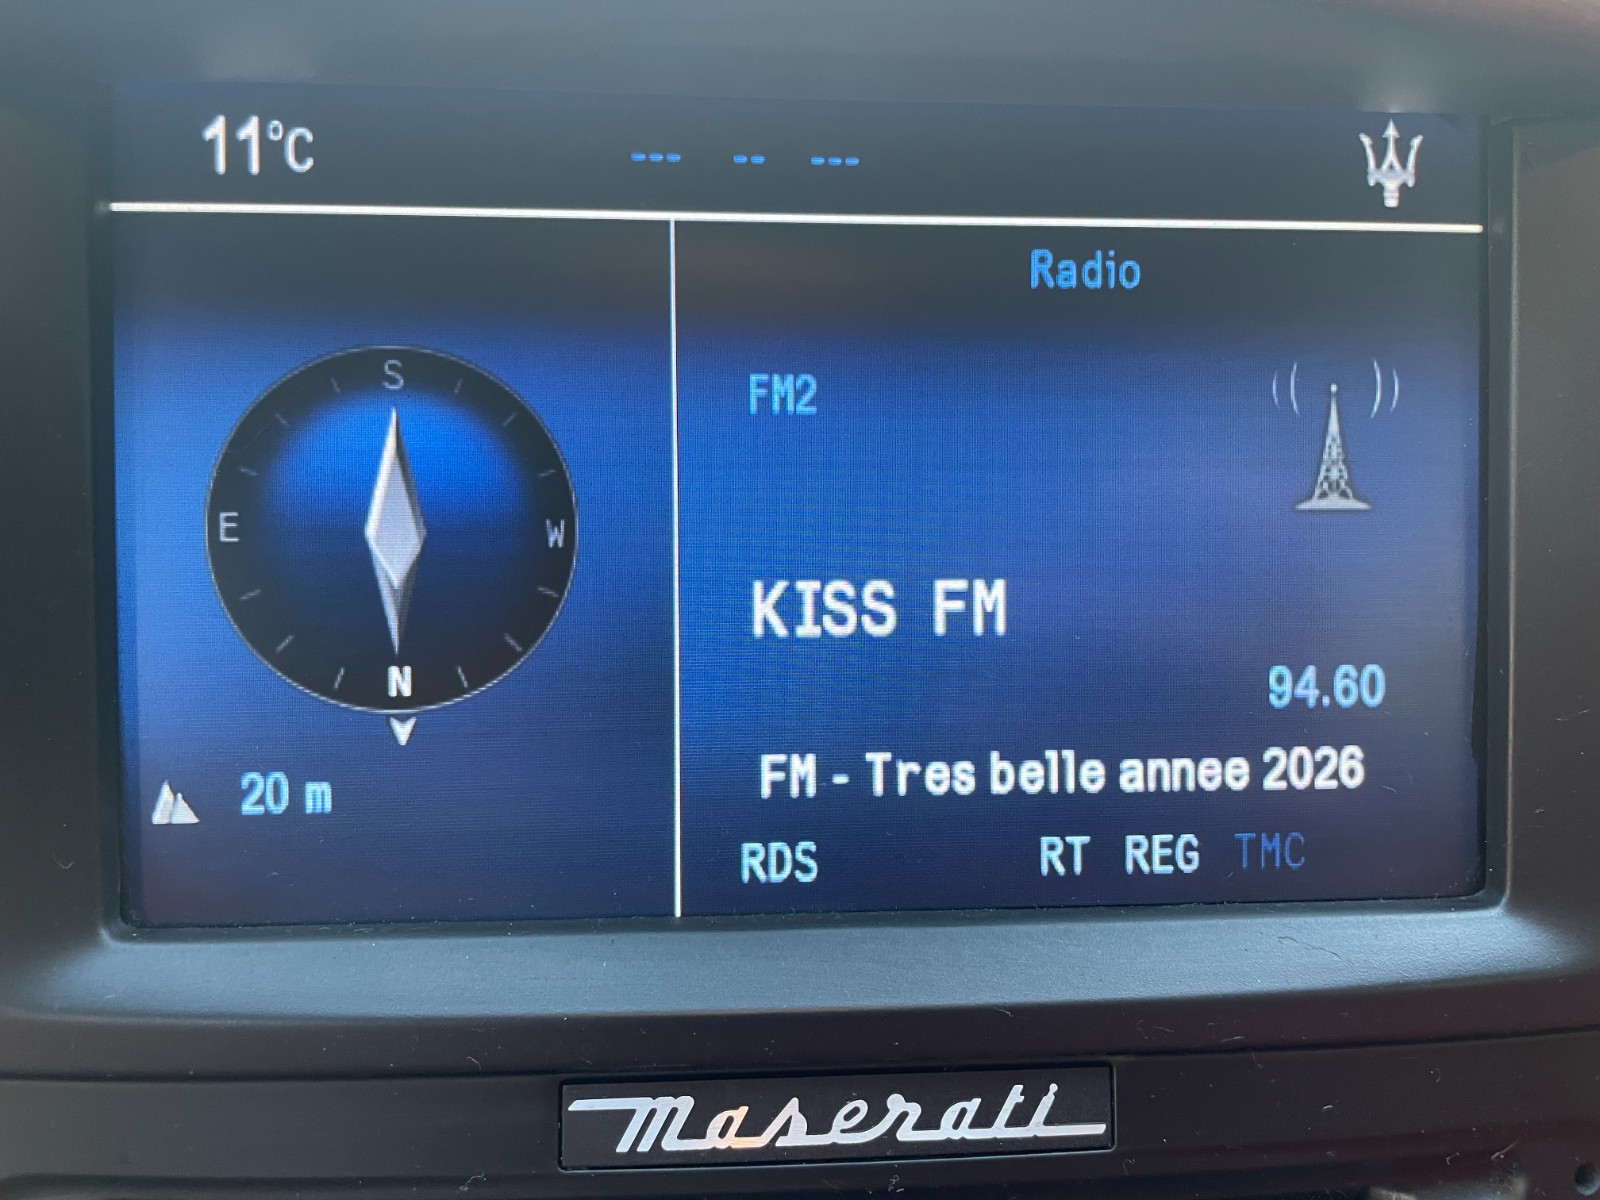 11°C --- -- ---
Radio
S
E
W
N
20 m
FM2
KISS FM
94.60
FM - Tres belle annee 2026
RDS RT REG TMC
Maserati